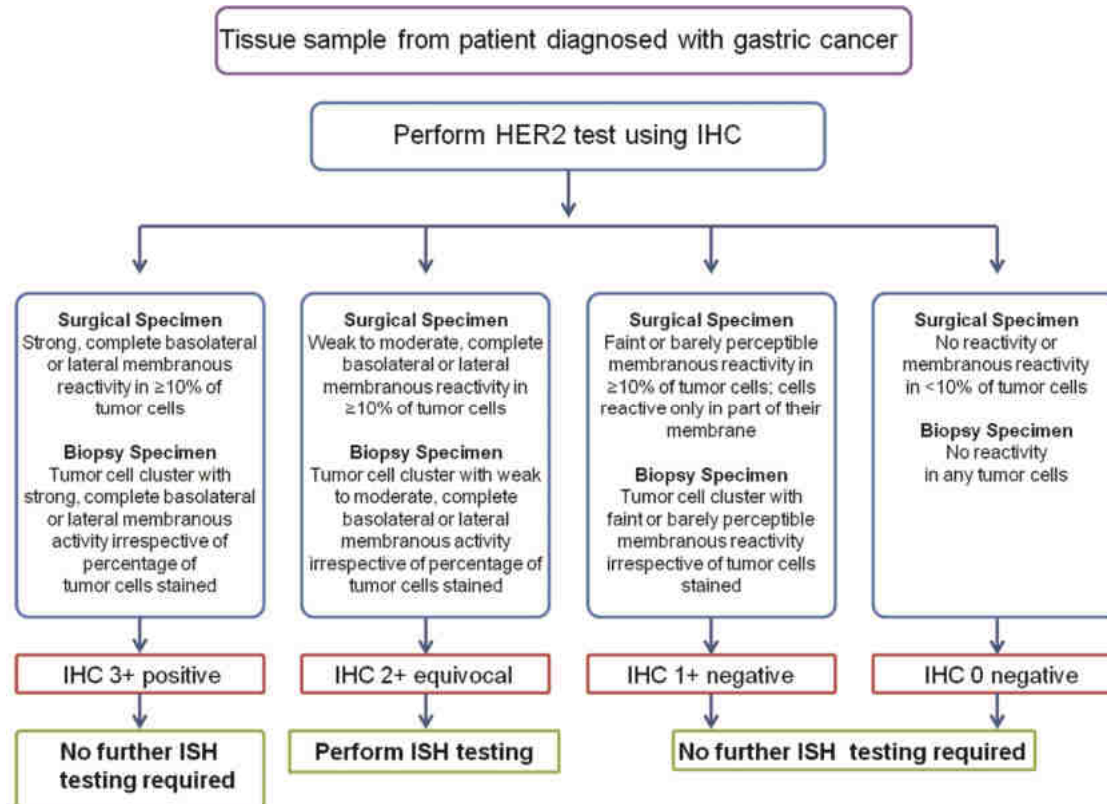 Tissue sample from patient diagnosed with gastric cancer
Perform HER2 test using IHC
Surgical Specimen
Strong, complete basolateral
or lateral membranous
reactivity in ≥10% of
tumor cells
Biopsy Specimen
Tumor cell cluster with
strong, complete basolateral
or lateral membranous
activity irrespective of
percentage of
tumor cells stained
Surgical Specimen
Weak to moderate, complete
basolateral or lateral
membranous reactivity in
≥10% of tumor cells
Biopsy Specimen
Tumor cell cluster with weak
to moderate, complete
basolateral or lateral
membranous activity
irrespective of percentage of
tumor cells stained
Surgical Specimen
Faint or barely perceptible
membranous reactivity in
≥10% of tumor cells; cells
reactive only in part of their
membrane
Biopsy Specimen
Tumor cell cluster with
faint or barely perceptible
membranous reactivity
irrespective of tumor cells
stained
Surgical Specimen
No reactivity or
membranous reactivity
in <10% of tumor cells
Biopsy Specimen
No reactivity
in any tumor cells
IHC 3+ positive
IHC 2+ equivocal
IHC 1+ negative
IHC 0 negative
No further ISH
testing required
Perform ISH testing
No further ISH testing required